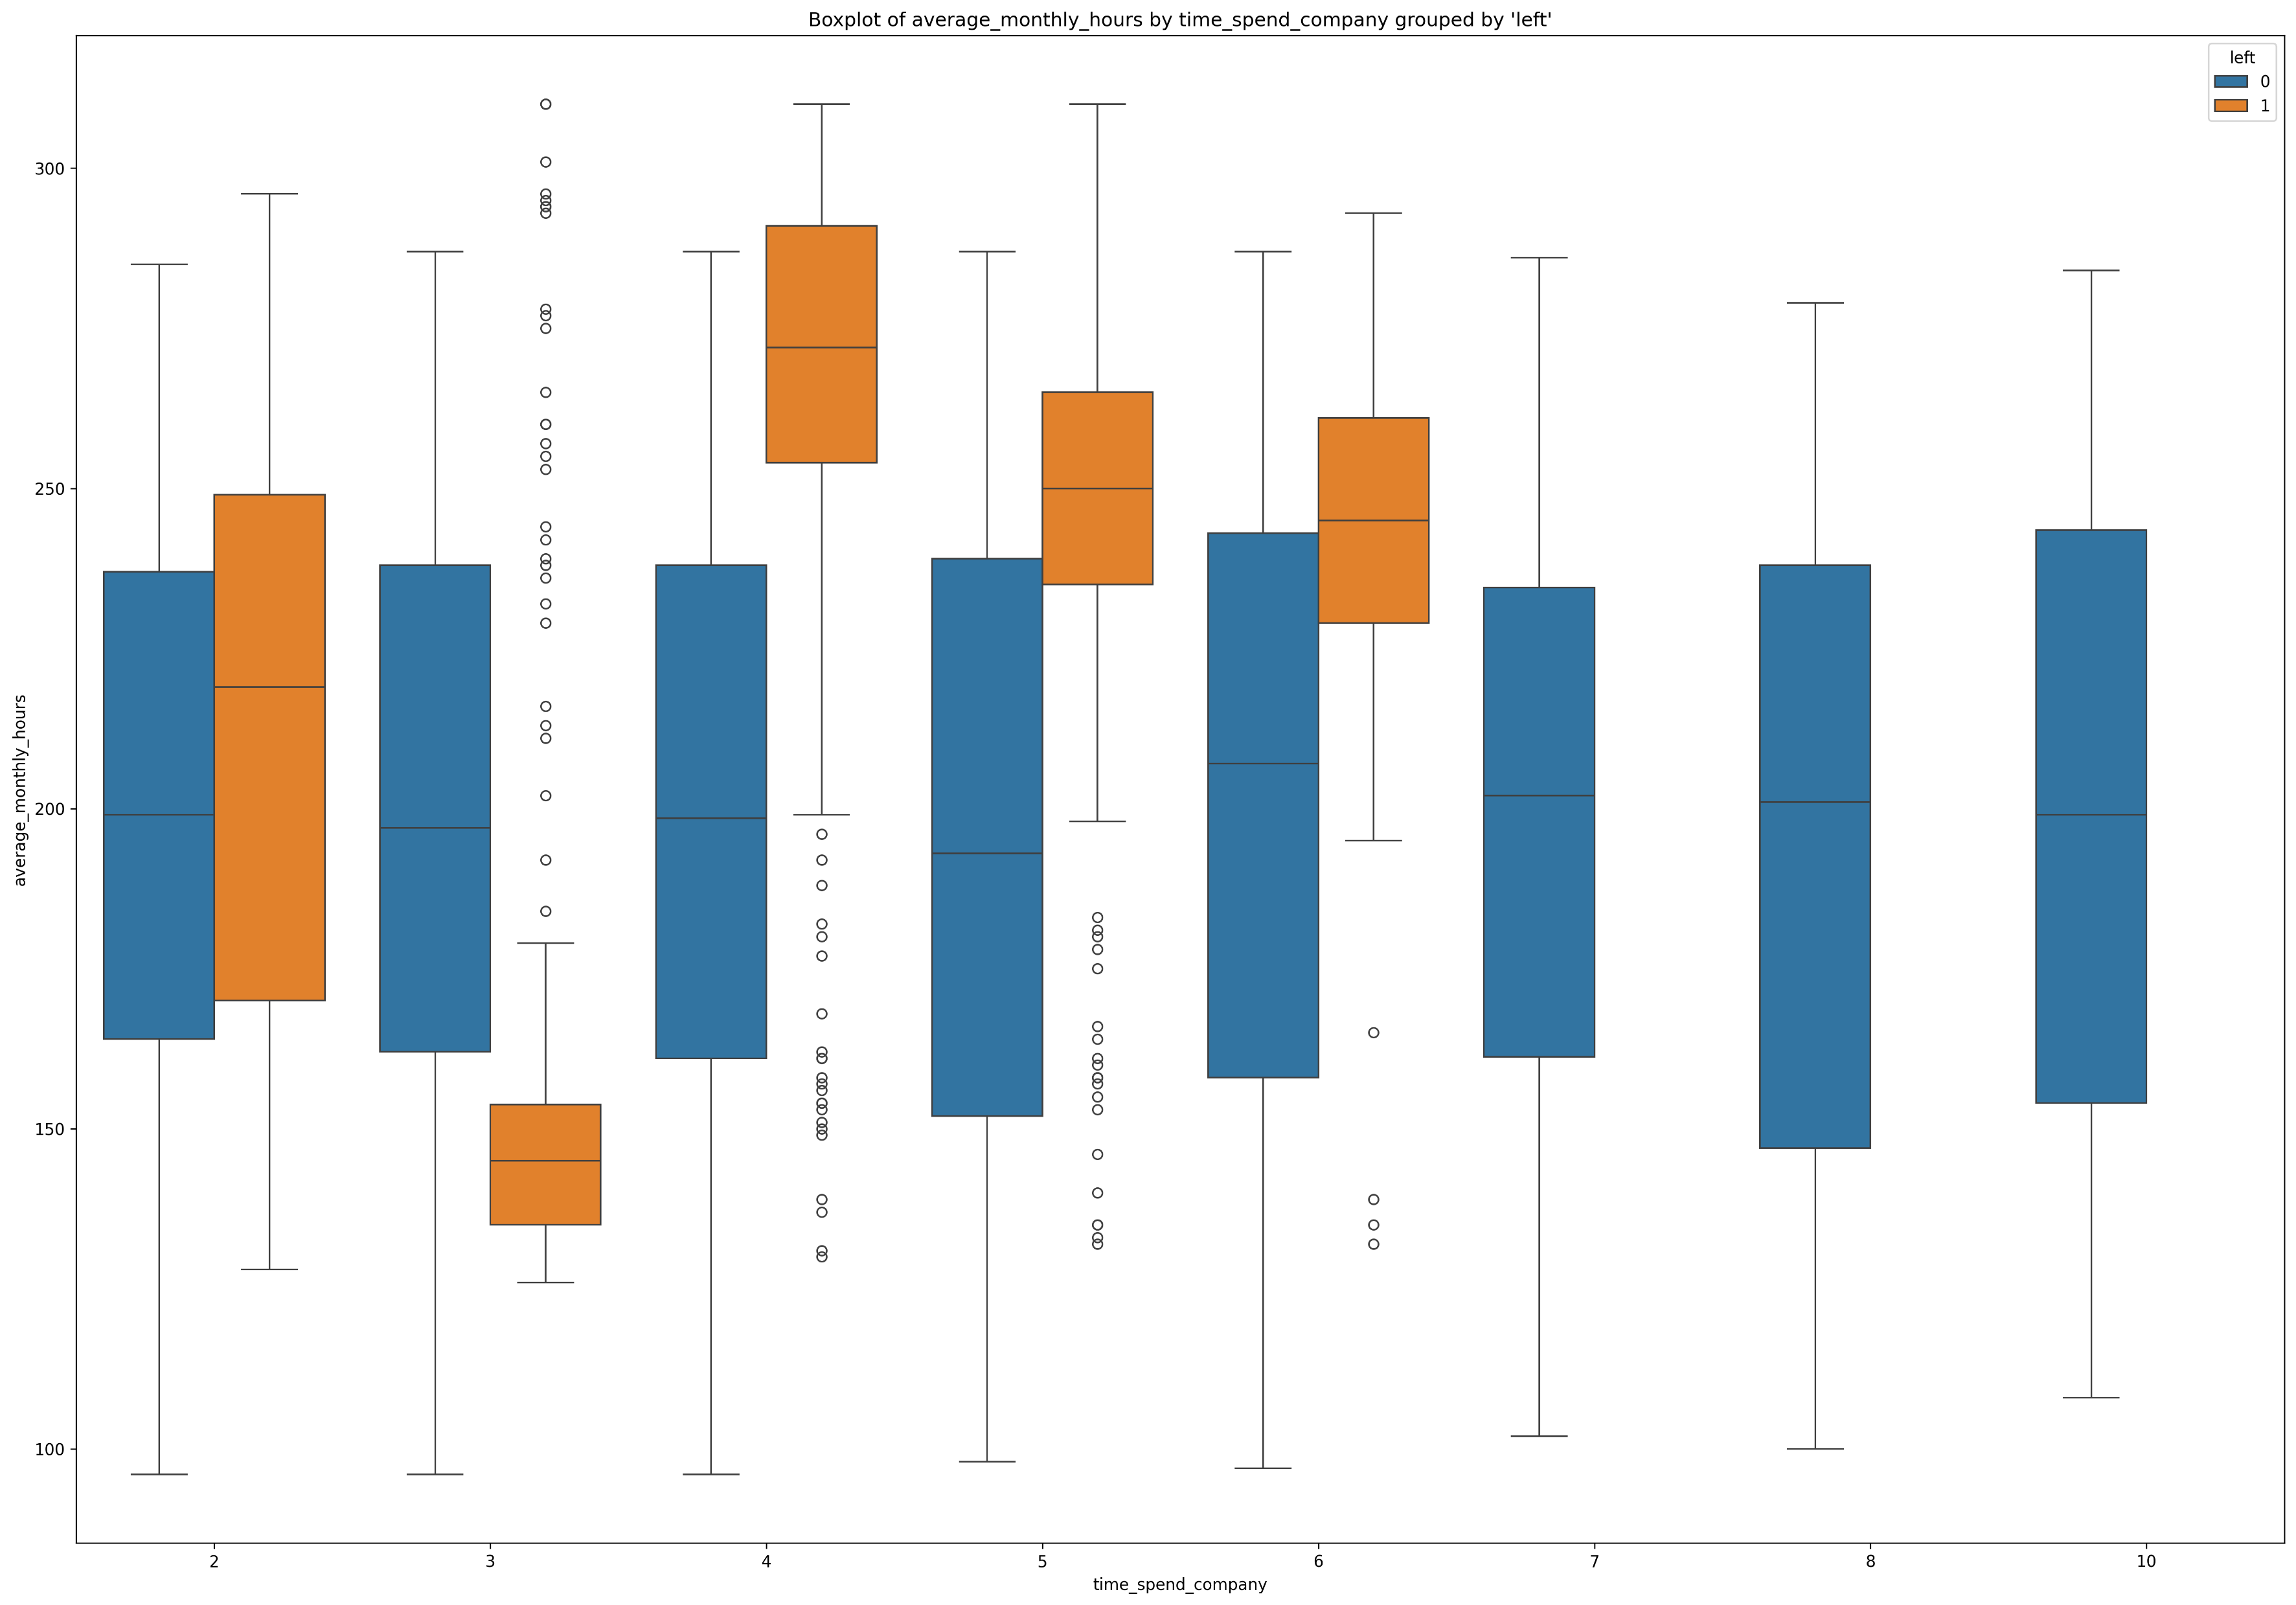 Boxplot of average_monthly_hours by time_spend_company grouped by 'left'
left
0
1
300
250
200
150
100
average_monthly_hours
2 3 4 5 6 7 8 10
time_spend_company